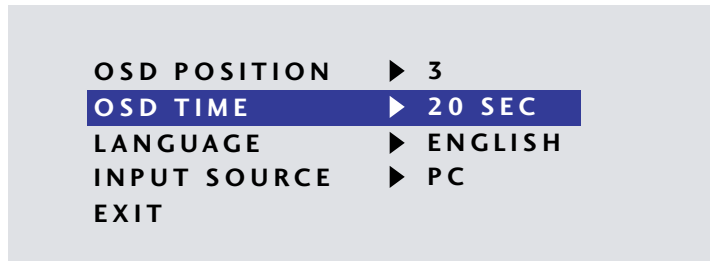 OSD POSITION ▶ 3
OSD TIME ▶ 20 SEC
LANGUAGE ▶ ENGLISH
INPUT SOURCE ▶ PC
EXIT